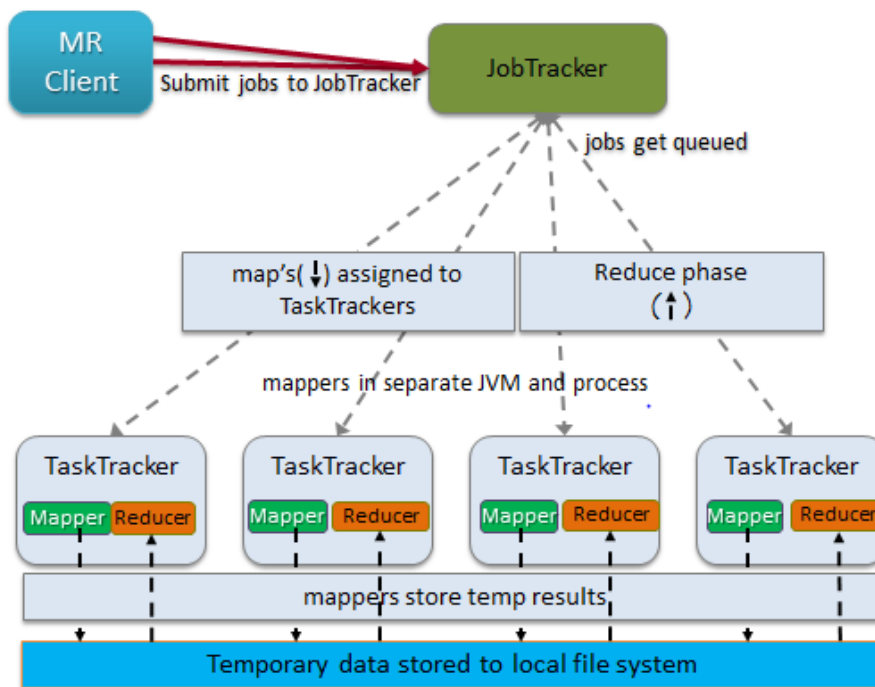 MR
Client
Submit jobs to JobTracker
JobTracker
jobs get queued
map's(↓) assigned to
TaskTrackers
Reduce phase
(↑)
mappers in separate JVM and process
TaskTracker
Mapper Reducer
TaskTracker
Mapper Reducer
TaskTracker
Mapper Reducer
TaskTracker
Mapper Reducer
mappers store temp results
Temporary data stored to local file system